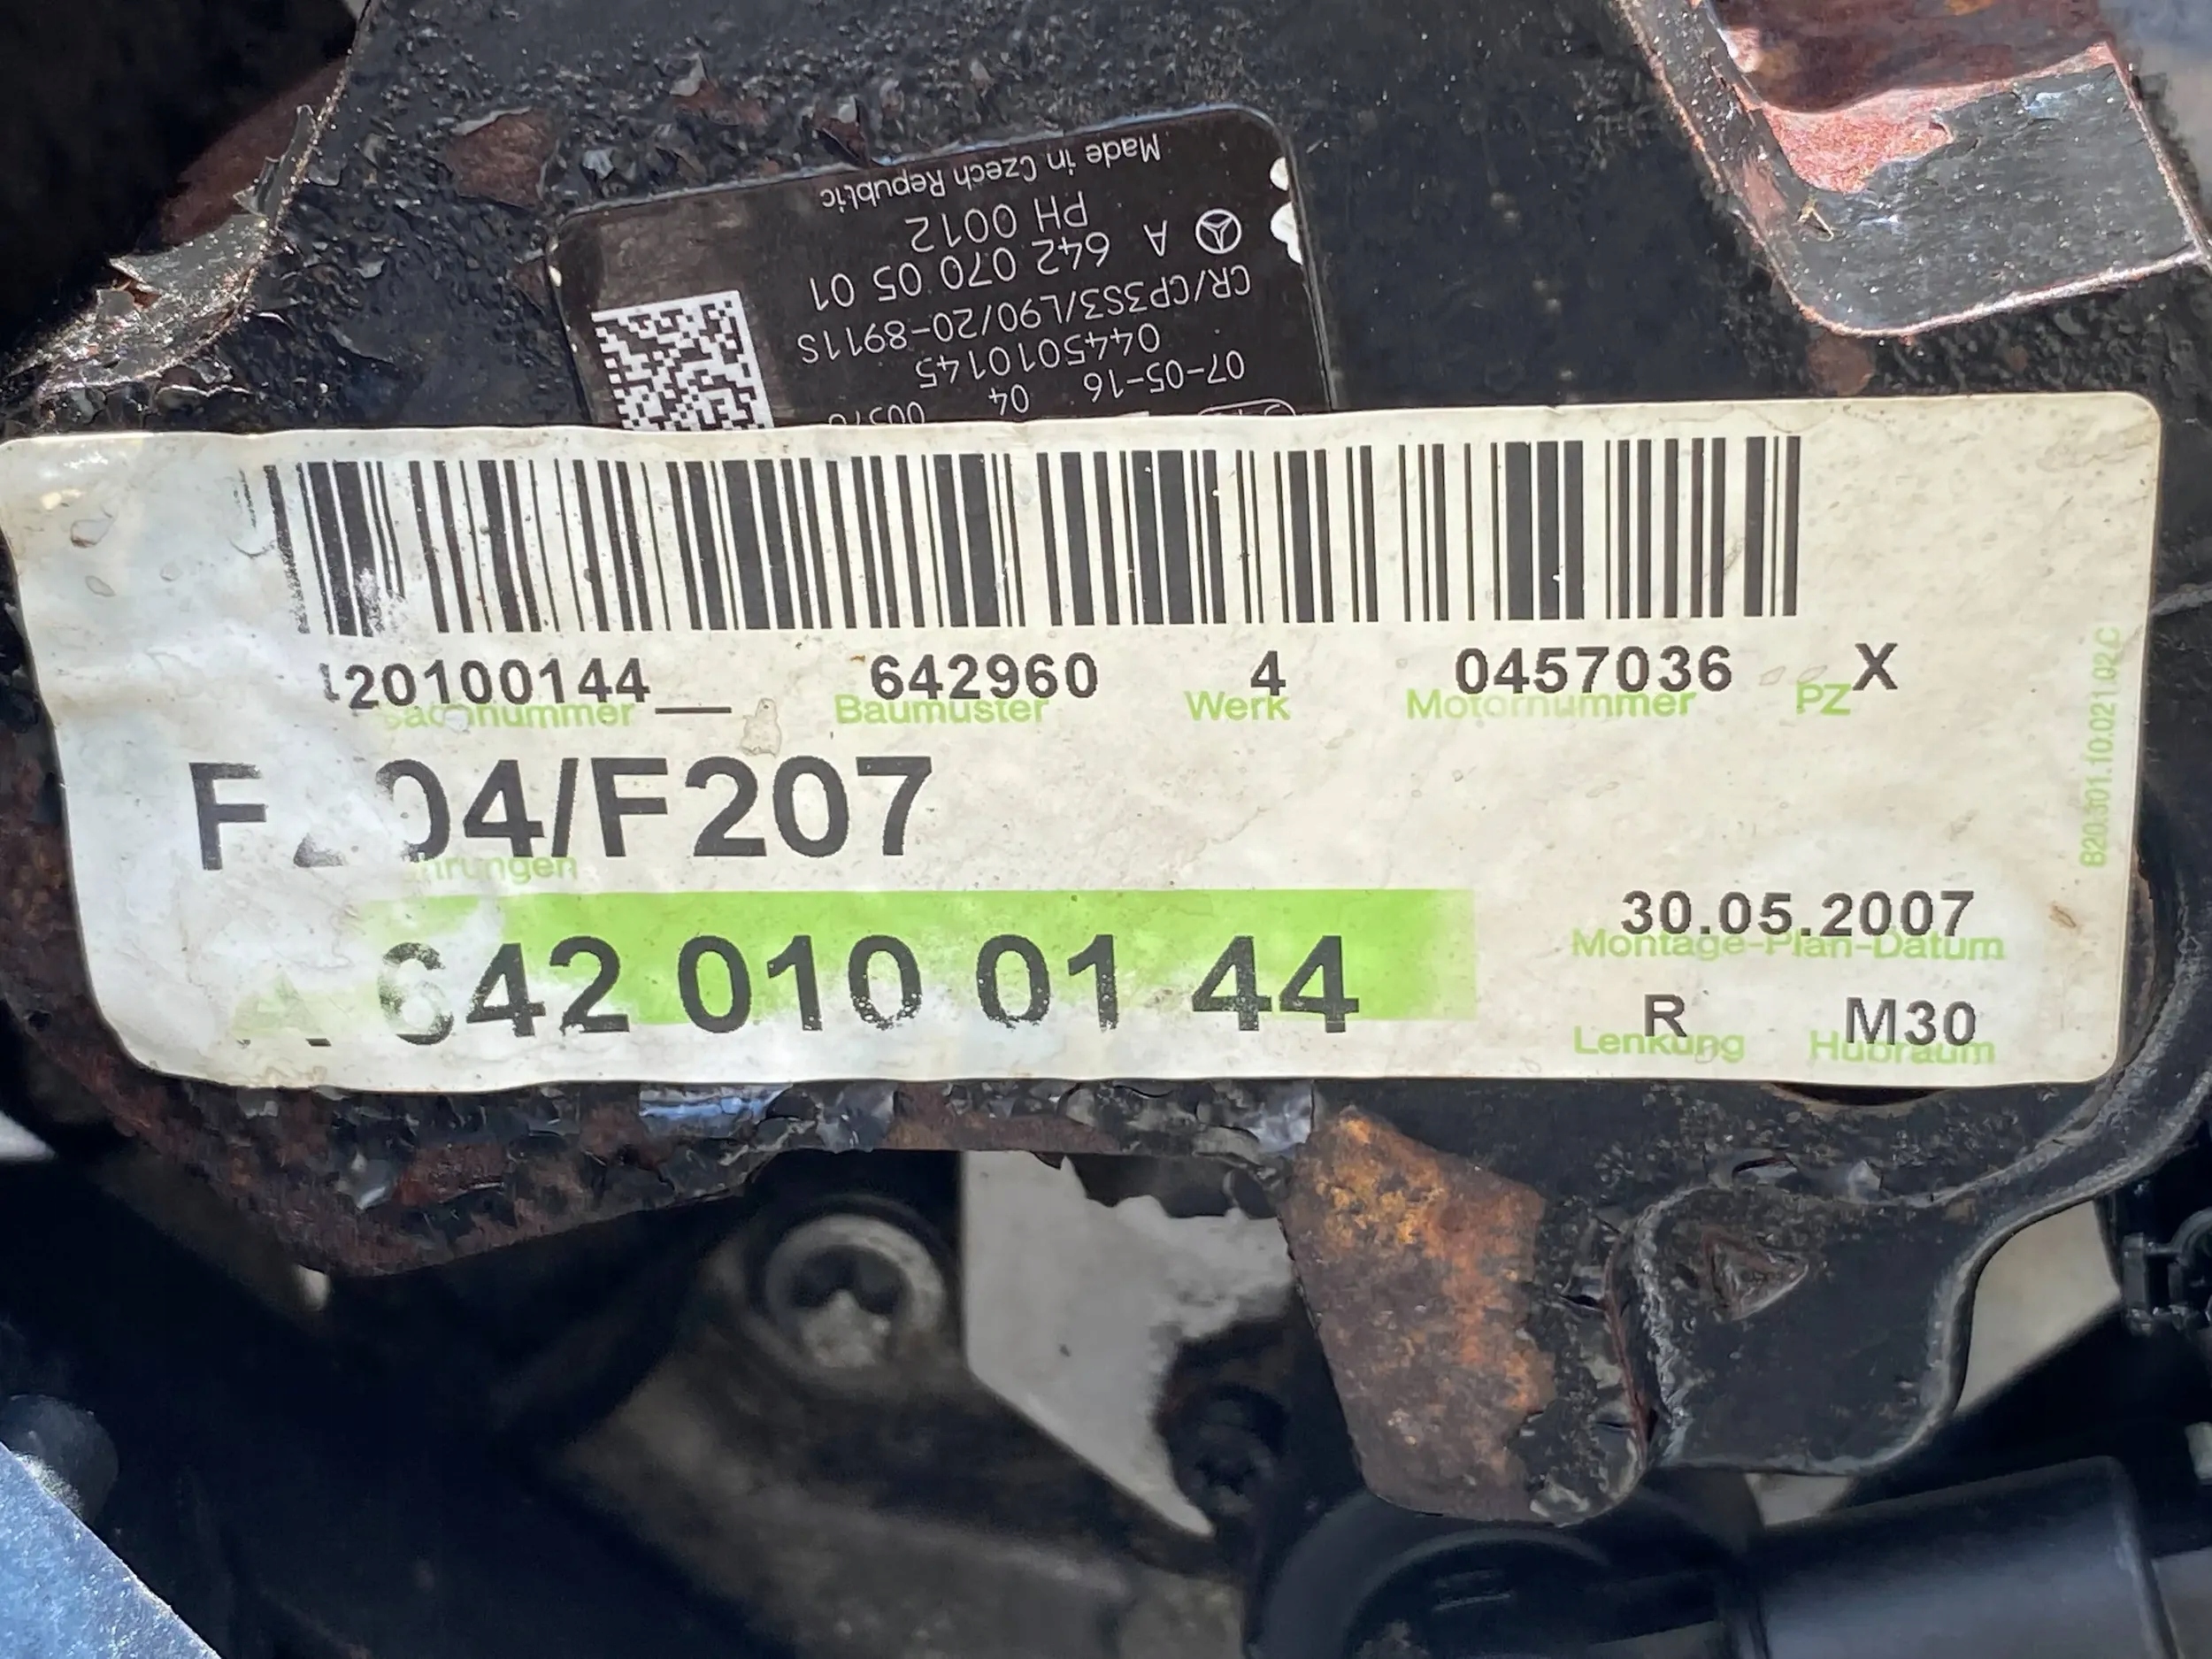 Made in Czech Republic
PH 0012
A 642 070 05 01
CR/CP3S3/L90/20-8911S
0445010145
07-05-16 04
20100144__ 642960 4 0457036 X
Baumuster Werk Motornummer PZ
F204/F207
A 642 010 01 44
30.05.2007
Montage-Plan-Datum
R M30
Lenkung Hubraum
B20.301.10.021.02.C